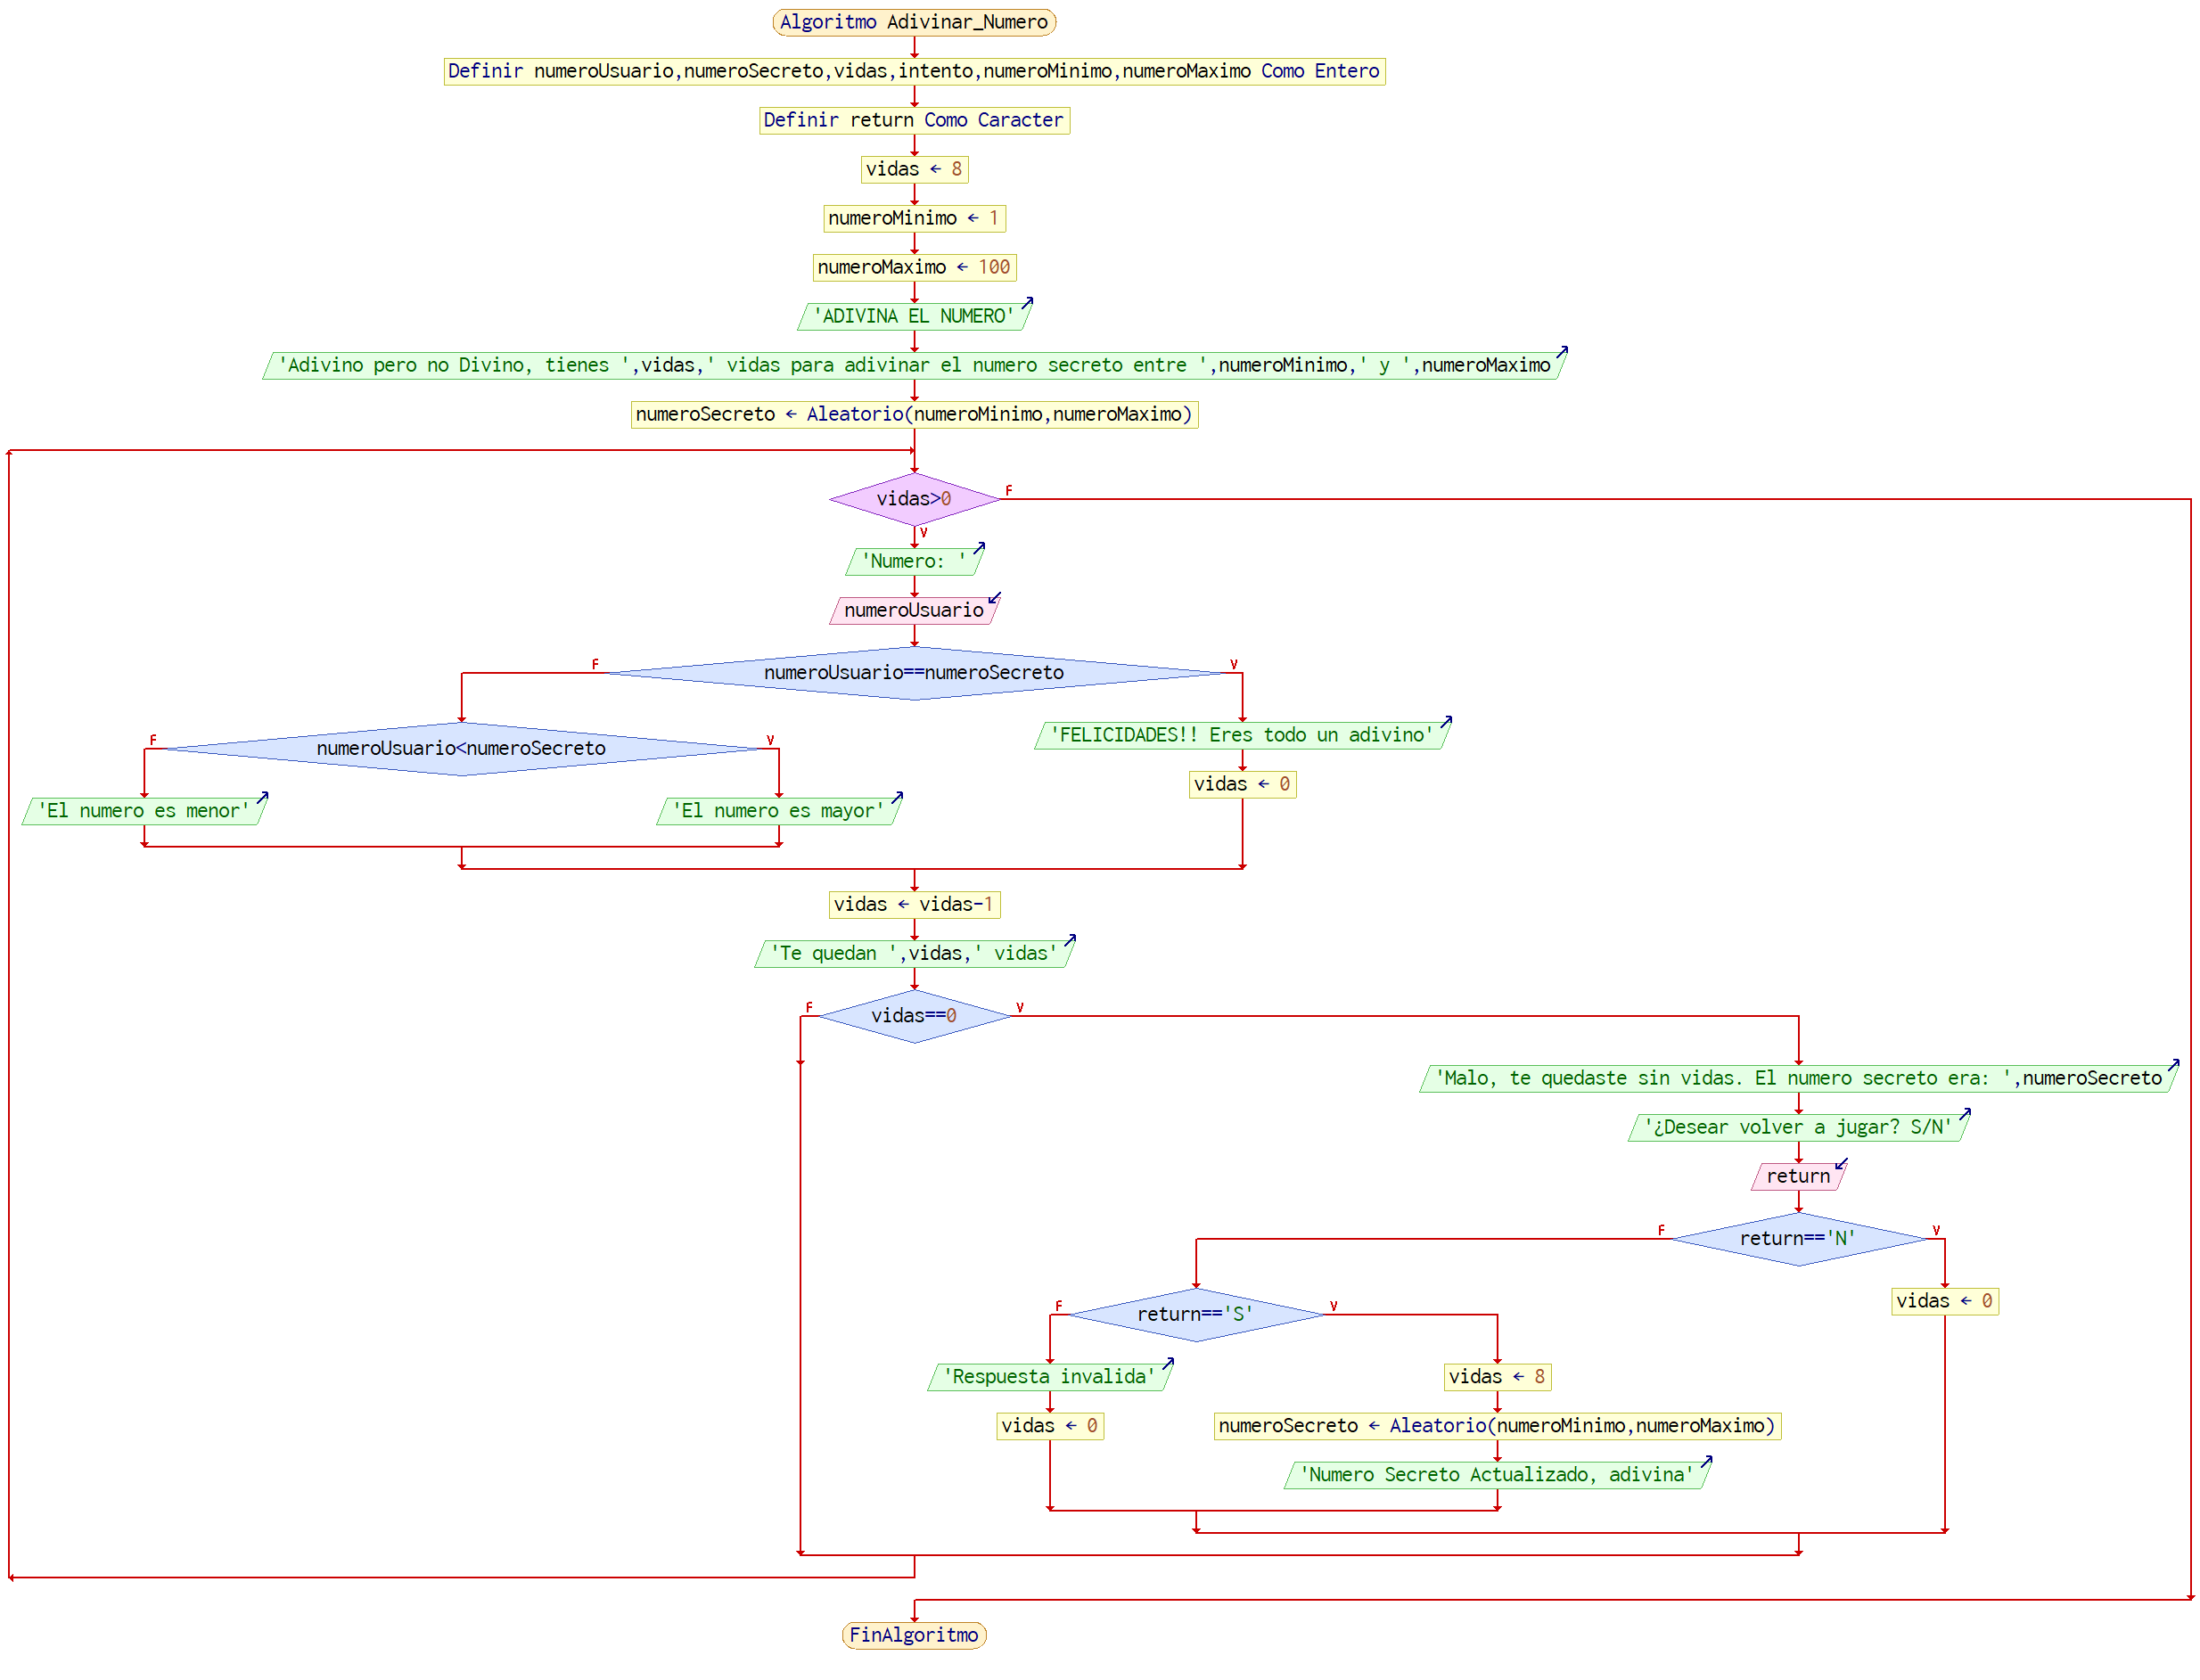 Algoritmo Adivinar_Numero
Definir numeroUsuario,numeroSecreto,vidas,intento,numeroMinimo,numeroMaximo Como Entero
Definir return Como Caracter
vidas ← 8
numeroMinimo ← 1
numeroMaximo ← 100
'ADIVINA EL NUMERO'
'Adivino pero no Divino, tienes ',vidas,' vidas para adivinar el numero secreto entre ',numeroMinimo,' y ',numeroMaximo
numeroSecreto ← Aleatorio(numeroMinimo,numeroMaximo)
vidas>0
F
V
'Numero: '
numeroUsuario
numeroUsuario==numeroSecreto
F
V
numeroUsuario<numeroSecreto
F
V
'FELICIDADES!! Eres todo un adivino'
vidas ← 0
'El numero es menor'
'El numero es mayor'
vidas ← vidas-1
'Te quedan ',vidas,' vidas'
vidas==0
F
V
'Malo, te quedaste sin vidas. El numero secreto era: ',numeroSecreto
'¿Desear volver a jugar? S/N'
return
return=='N'
F
V
return=='S'
F
V
vidas ← 0
'Respuesta invalida'
vidas ← 0
vidas ← 8
numeroSecreto ← Aleatorio(numeroMinimo,numeroMaximo)
'Numero Secreto Actualizado, adivina'
FinAlgoritmo